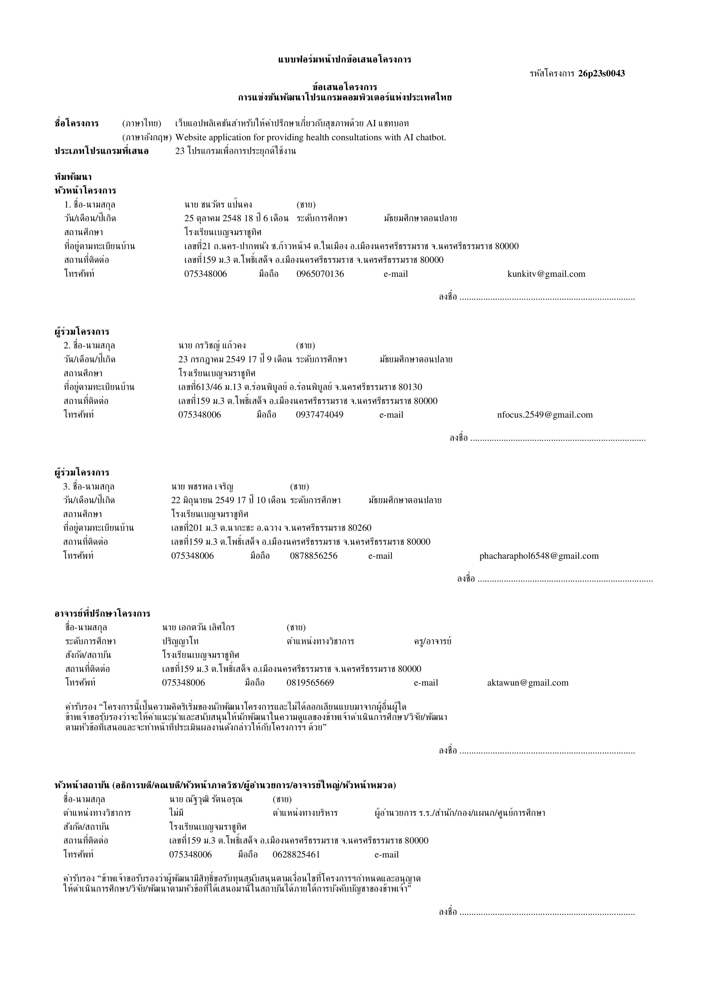 แบบฟอร์มหน้าปกข้อเสนอโครงการ
รหัสโครงการ 26p23s0043
ข้อเสนอโครงการ
การแข่งขันพัฒนาโปรแกรมคอมพิวเตอร์แห่งประเทศไทย
ชื่อโครงการ (ภาษาไทย) เว็บแอปพลิเคชันสำหรับให้คำปรึกษาเกี่ยวกับสุขภาพด้วย AI แชทบอท
(ภาษาอังกฤษ) Website application for providing health consultations with AI chatbot.
ประเภทโปรแกรมที่เสนอ 23 โปรแกรมเพื่อการประยุกต์ใช้งาน
ทีมพัฒนา
หัวหน้าโครงการ
1. ชื่อ-นามสกุล นาย ชนวัตร แป้นคง (ชาย)
วัน/เดือน/ปีเกิด 25 ตุลาคม 2548 18 ปี 6 เดือน ระดับการศึกษา มัธยมศึกษาตอนปลาย
สถานศึกษา โรงเรียนเบญจมราชูทิศ
ที่อยู่ตามทะเบียนบ้าน เลขที่21 ถ.นคร-ปากพนัง ซ.ก้าวหน้า4 ต.ในเมือง อ.เมืองนครศรีธรรมราช จ.นครศรีธรรมราช 80000
สถานที่ติดต่อ เลขที่159 ม.3 ต.โพธิ์เสด็จ อ.เมืองนครศรีธรรมราช จ.นครศรีธรรมราช 80000
โทรศัพท์ 075348006 มือถือ 0965070136 e-mail kunkitv@gmail.com
ลงชื่อ ..........................................................................
ผู้ร่วมโครงการ
2. ชื่อ-นามสกุล นาย กรวิชญ์ แก้วคง (ชาย)
วัน/เดือน/ปีเกิด 23 กรกฎาคม 2549 17 ปี 9 เดือน ระดับการศึกษา มัธยมศึกษาตอนปลาย
สถานศึกษา โรงเรียนเบญจมราชูทิศ
ที่อยู่ตามทะเบียนบ้าน เลขที่613/46 ม.13 ต.ร่อนพิบูลย์ อ.ร่อนพิบูลย์ จ.นครศรีธรรมราช 80130
สถานที่ติดต่อ เลขที่159 ม.3 ต.โพธิ์เสด็จ อ.เมืองนครศรีธรรมราช จ.นครศรีธรรมราช 80000
โทรศัพท์ 075348006 มือถือ 0937474049 e-mail nfocus.2549@gmail.com
ลงชื่อ ..........................................................................
ผู้ร่วมโครงการ
3. ชื่อ-นามสกุล นาย พชรพล เจริญ (ชาย)
วัน/เดือน/ปีเกิด 22 มิถุนายน 2549 17 ปี 10 เดือน ระดับการศึกษา มัธยมศึกษาตอนปลาย
สถานศึกษา โรงเรียนเบญจมราชูทิศ
ที่อยู่ตามทะเบียนบ้าน เลขที่201 ม.3 ต.นากะชะ อ.ฉวาง จ.นครศรีธรรมราช 80260
สถานที่ติดต่อ เลขที่159 ม.3 ต.โพธิ์เสด็จ อ.เมืองนครศรีธรรมราช จ.นครศรีธรรมราช 80000
โทรศัพท์ 075348006 มือถือ 0878856256 e-mail phacharaphol6548@gmail.com
ลงชื่อ ..........................................................................
อาจารย์ที่ปรึกษาโครงการ
ชื่อ-นามสกุล นาย เอกตวัน เลิศไกร (ชาย)
ระดับการศึกษา ปริญญาโท ตำแหน่งทางวิชาการ ครู/อาจารย์
สังกัด/สถาบัน โรงเรียนเบญจมราชูทิศ
สถานที่ติดต่อ เลขที่159 ม.3 ต.โพธิ์เสด็จ อ.เมืองนครศรีธรรมราช จ.นครศรีธรรมราช 80000
โทรศัพท์ 075348006 มือถือ 0819565669 e-mail aktawun@gmail.com
คำรับรอง “โครงการนี้เป็นความคิดริเริ่มของนักพัฒนาโครงการและไม่ได้ลอกเลียนแบบมาจากผู้อื่นผู้ใด
ข้าพเจ้าขอรับรองว่าจะให้คำแนะนำและสนับสนุนให้นักพัฒนาในความดูแลของข้าพเจ้าดำเนินการศึกษา/วิจัย/พัฒนา
ตามหัวข้อที่เสนอและจะทำหน้าที่ประเมินผลงานดังกล่าวให้กับโครงการฯ ด้วย”
ลงชื่อ ..........................................................................
หัวหน้าสถาบัน (อธิการบดี/คณบดี/หัวหน้าภาควิชา/ผู้อำนวยการ/อาจารย์ใหญ่/หัวหน้าหมวด)
ชื่อ-นามสกุล นาย ณัฐวุฒิ รัตนอรุณ (ชาย)
ตำแหน่งทางวิชาการ ไม่มี ตำแหน่งทางบริหาร ผู้อำนวยการ ร.ร./สำนัก/กอง/แผนก/ศูนย์การศึกษา
สังกัด/สถาบัน โรงเรียนเบญจมราชูทิศ
สถานที่ติดต่อ เลขที่159 ม.3 ต.โพธิ์เสด็จ อ.เมืองนครศรีธรรมราช จ.นครศรีธรรมราช 80000
โทรศัพท์ 075348006 มือถือ 0628825461 e-mail
คำรับรอง “ข้าพเจ้าขอรับรองว่าผู้พัฒนามีสิทธิ์ขอรับทุนสนับสนุนตามเงื่อนไขที่โครงการฯกำหนดและอนุญาต
ให้ดำเนินการศึกษา/วิจัย/พัฒนาตามหัวข้อที่ได้เสนอมานี้ในสถาบันได้ภายใต้การบังคับบัญชาของข้าพเจ้า”
ลงชื่อ ..........................................................................